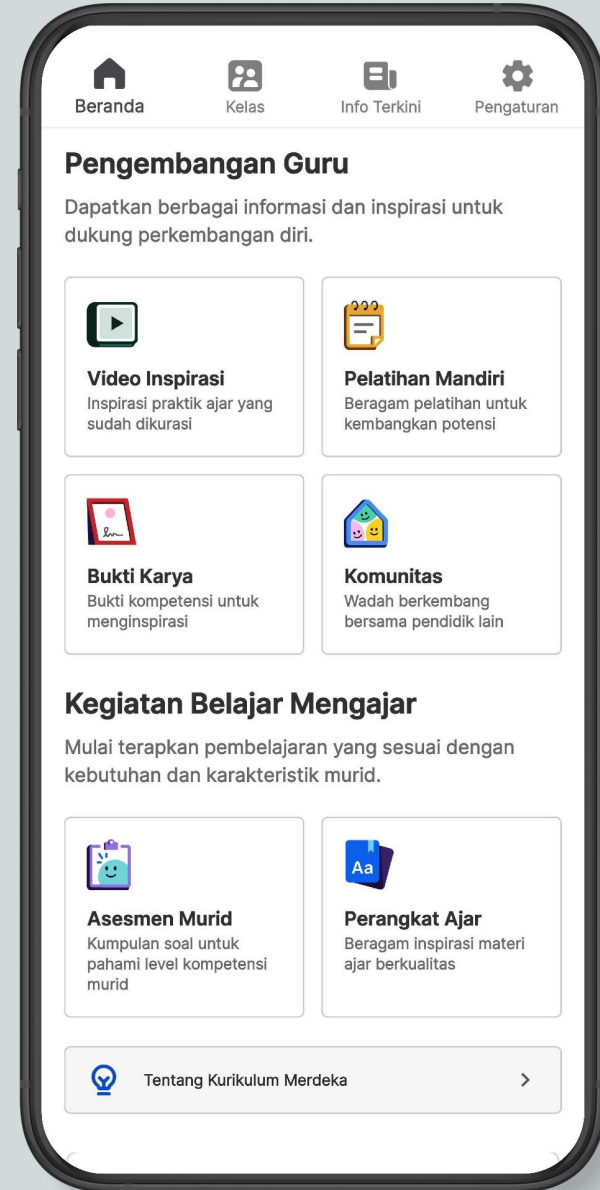 Beranda
Kelas
Info Terkini
Pengaturan
Pengembangan Guru
Dapatkan berbagai informasi dan inspirasi untuk
dukung perkembangan diri.
Video Inspirasi
Inspirasi praktik ajar yang
sudah dikurasi
Pelatihan Mandiri
Beragam pelatihan untuk
kembangkan potensi
Bukti Karya
Bukti kompetensi untuk
menginspirasi
Komunitas
Wadah berkembang
bersama pendidik lain
Kegiatan Belajar Mengajar
Mulai terapkan pembelajaran yang sesuai dengan
kebutuhan dan karakteristik murid.
Asesmen Murid
Kumpulan soal untuk
pahami level kompetensi
murid
Aa
Perangkat Ajar
Beragam inspirasi materi
ajar berkualitas
Tentang Kurikulum Merdeka